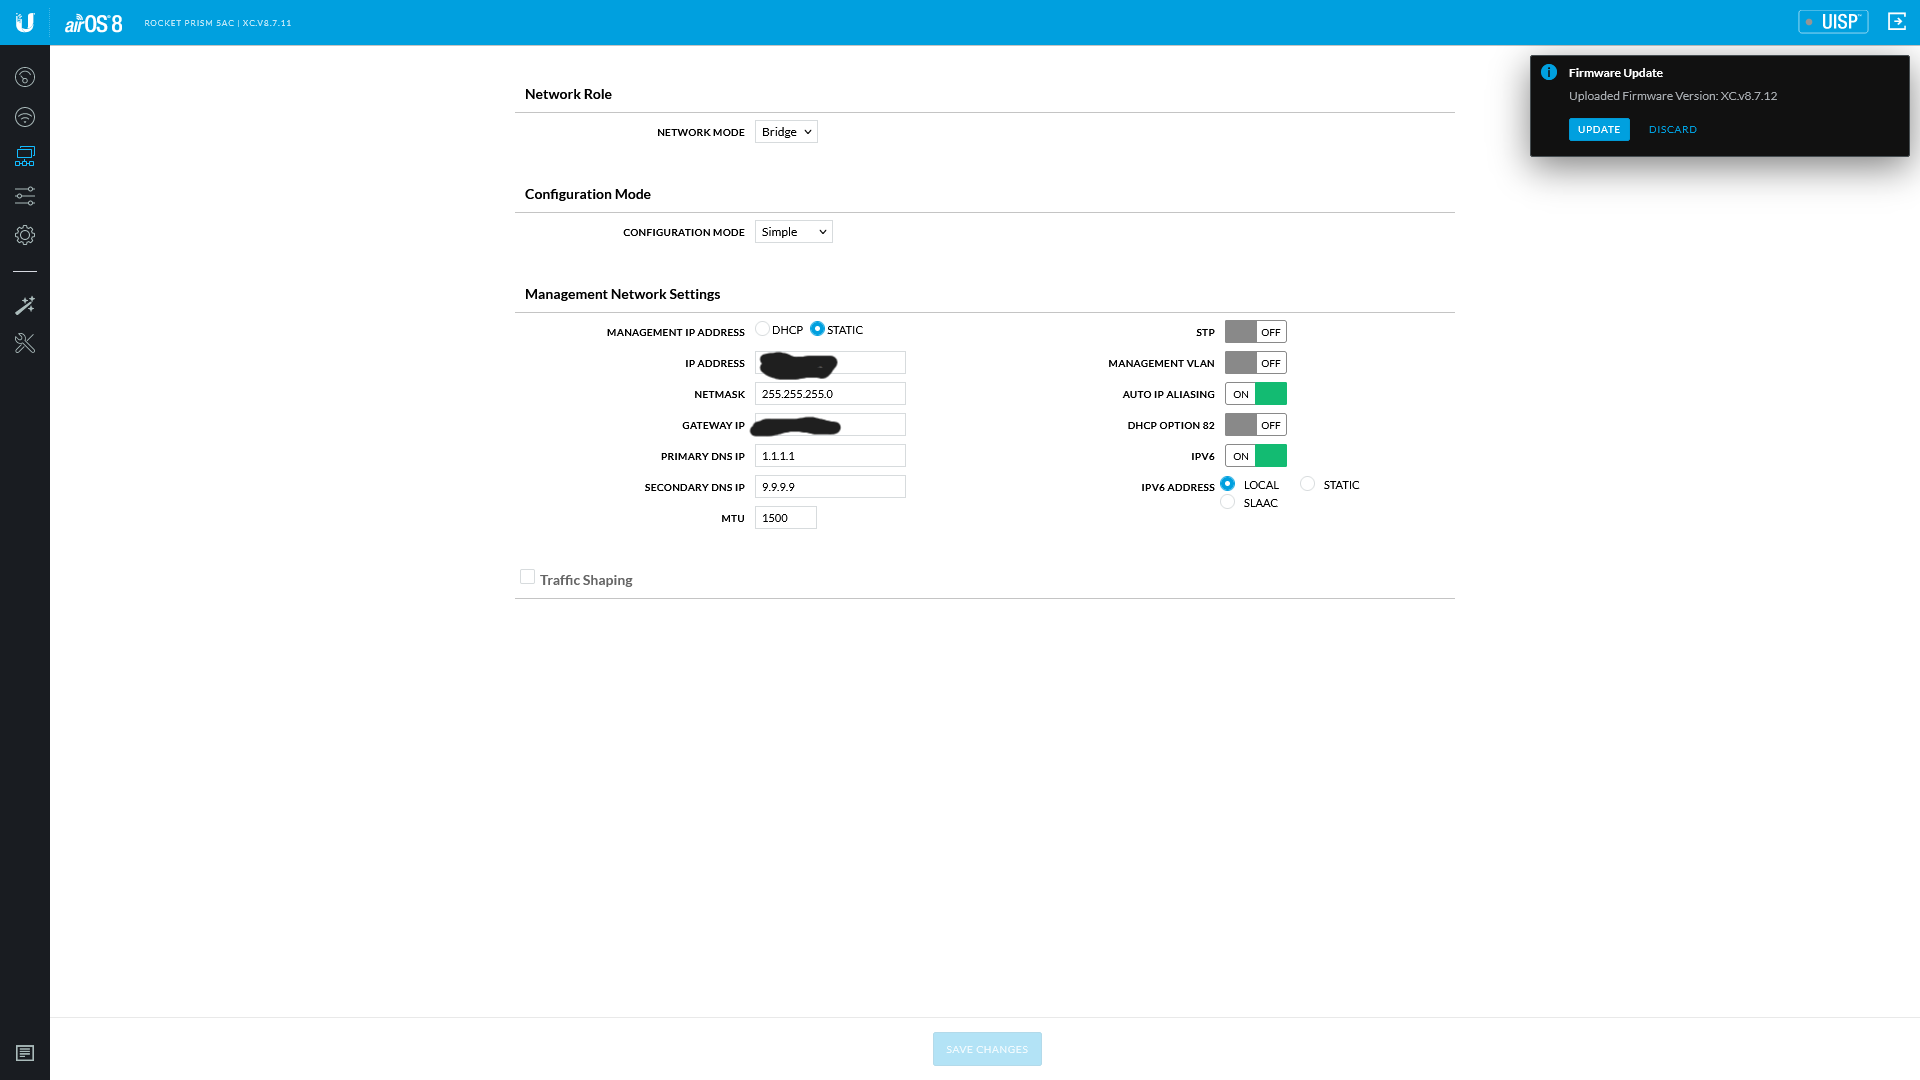 airOS 8 ROCKET PRISM 5AC | XC.V8.7.11
UISP
Firmware Update
Uploaded Firmware Version: XC.v8.7.12
UPDATE DISCARD
Network Role
NETWORK MODE Bridge
Configuration Mode
CONFIGURATION MODE Simple
Management Network Settings
MANAGEMENT IP ADDRESS DHCP STATIC
IP ADDRESS
NETMASK 255.255.255.0
GATEWAY IP
PRIMARY DNS IP 1.1.1.1
SECONDARY DNS IP 9.9.9.9
MTU 1500
STP OFF
MANAGEMENT VLAN OFF
AUTO IP ALIASING ON
DHCP OPTION 82 OFF
IPV6 ON
IPV6 ADDRESS LOCAL STATIC
SLAAC
Traffic Shaping
SAVE CHANGES